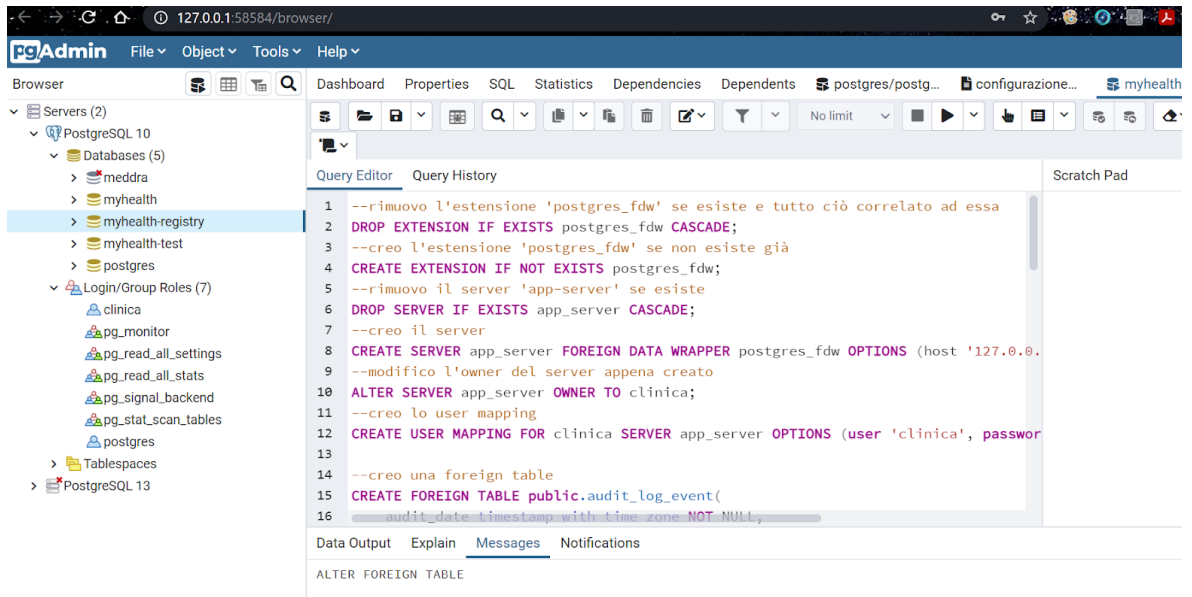 127.0.0.1:58584/browser/
pgAdmin File Object Tools Help
Browser
Dashboard Properties SQL Statistics Dependencies Dependents postgres/postg... configurazione... myhealth
Servers (2)
PostgreSQL 10
Databases (5)
meddra
myhealth
myhealth-registry
myhealth-test
postgres
Login/Group Roles (7)
clinica
pg_monitor
pg_read_all_settings
pg_read_all_stats
pg_signal_backend
pg_stat_scan_tables
postgres
Tablespaces
PostgreSQL 13
No limit
Query Editor Query History
Scratch Pad
1 --rimuovo l'estensione 'postgres_fdw' se esiste e tutto ciò correlato ad essa
2 DROP EXTENSION IF EXISTS postgres_fdw CASCADE;
3 --creo l'estensione 'postgres_fdw' se non esiste già
4 CREATE EXTENSION IF NOT EXISTS postgres_fdw;
5 --rimuovo il server 'app-server' se esiste
6 DROP SERVER IF EXISTS app_server CASCADE;
7 --creo il server
8 CREATE SERVER app_server FOREIGN DATA WRAPPER postgres_fdw OPTIONS (host '127.0.0.
9 --modifico l'owner del server appena creato
10 ALTER SERVER app_server OWNER TO clinica;
11 --creo lo user mapping
12 CREATE USER MAPPING FOR clinica SERVER app_server OPTIONS (user 'clinica', passwor
13
14 --creo una foreign table
15 CREATE FOREIGN TABLE public.audit_log_event(
16 audit_date timestamp with time zone NOT NULL,
Data Output Explain Messages Notifications
ALTER FOREIGN TABLE